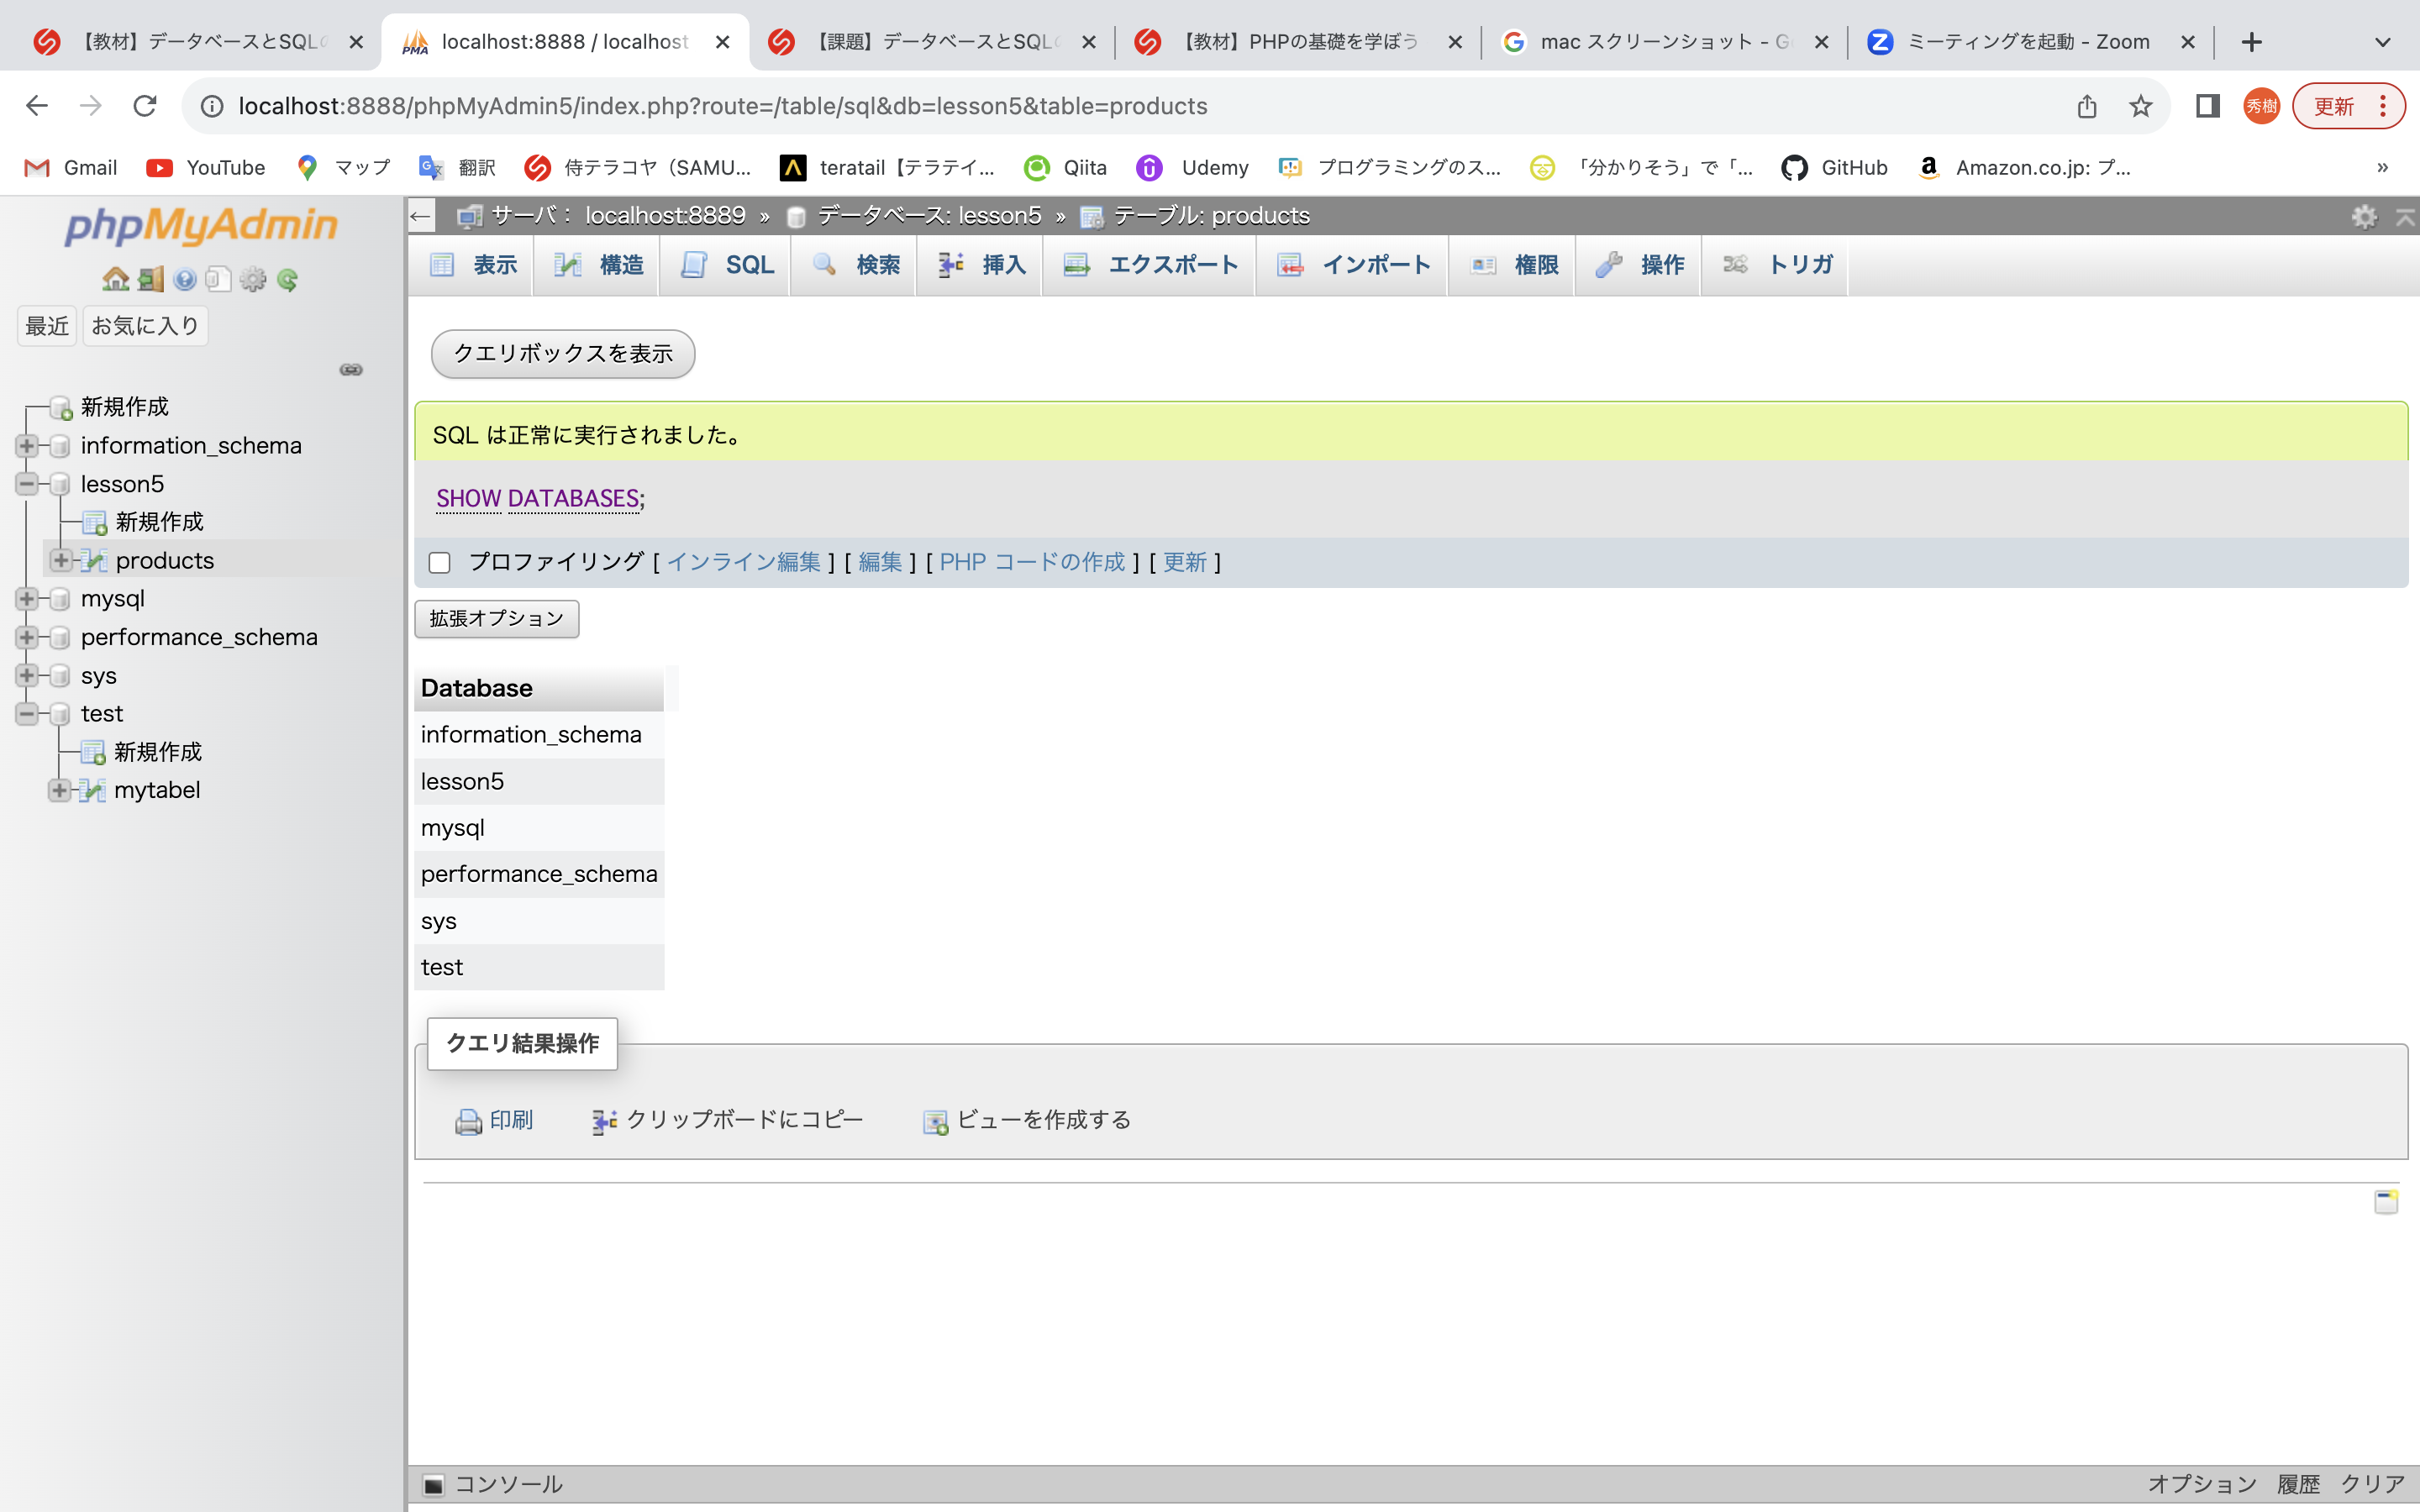 【教材】データベースとSQLの
localhost:8888 / localhost
【課題】データベースとSQLの
【教材】PHPの基礎を学ぼう
mac スクリーンショット - G
ミーティングを起動 - Zoom
localhost:8888/phpMyAdmin5/index.php?route=/table/sql&db=lesson5&table=products
秀樹
更新
Gmail
YouTube
マップ
翻訳
侍テラコヤ（SAMU...
teratail【テラテイ...
Qiita
Udemy
プログラミングのス...
「分かりそう」で「...
GitHub
Amazon.co.jp: プ...
»
phpMyAdmin
最近
お気に入り
新規作成
information_schema
lesson5
新規作成
products
mysql
performance_schema
sys
test
新規作成
mytabel
サーバ： localhost:8889 » データベース: lesson5 » テーブル: products
表示
構造
SQL
検索
挿入
エクスポート
インポート
権限
操作
トリガ
クエリボックスを表示
SQL は正常に実行されました。
SHOW DATABASES;
プロファイリング [ インライン編集 ] [ 編集 ] [ PHP コードの作成 ] [ 更新 ]
拡張オプション
Database
information_schema
lesson5
mysql
performance_schema
sys
test
クエリ結果操作
印刷
クリップボードにコピー
ビューを作成する
コンソール
オプション 履歴 クリア